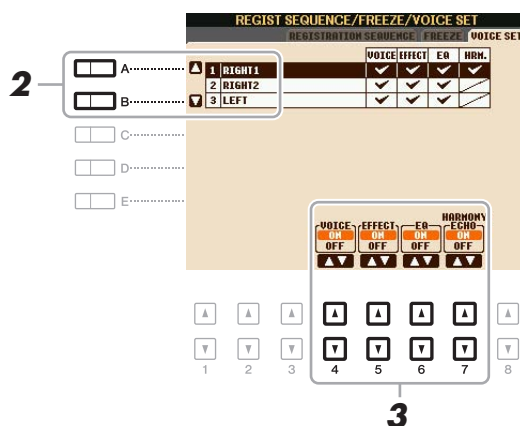 REGIST SEQUENCE/FREEZE/VOICE SET
REGISTRATION SEQUENCE FREEZE VOICE SET
VOICE EFFECT EQ HRM.
A
1 RIGHT1
2 RIGHT2
2
B
3 LEFT
C
D
E
VOICE EFFECT EQ HARMONY ECHO
ON ON ON ON
OFF OFF OFF OFF
1 2 3 4 5 6 7 8
3